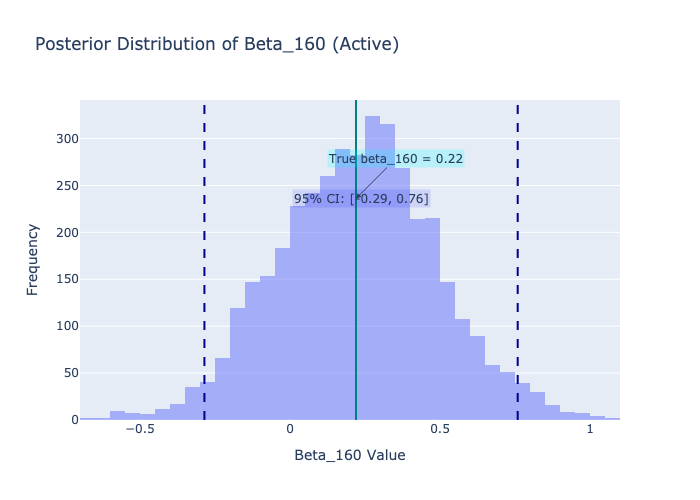 Posterior Distribution of Beta_160 (Active)
300
250
200
150
100
50
0
Frequency
True beta_160 = 0.22
95% CI: [-0.29, 0.76]
−0.5
0
0.5
1
Beta_160 Value